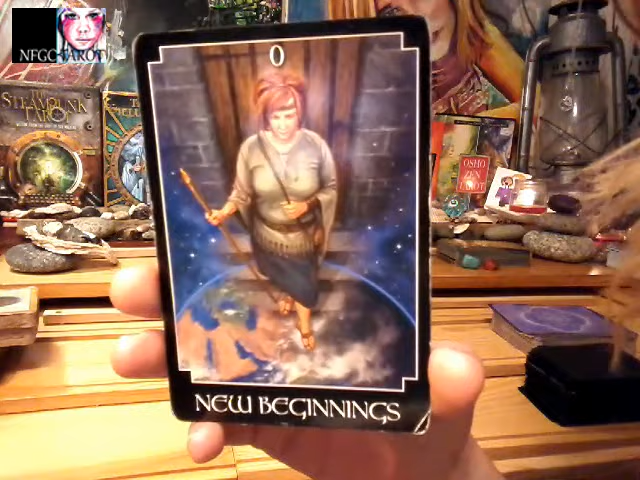 NFGC TAROT
THE
STEAMPUNK
TAROT
0
OSHO
ZEN
TAROT
NEW BEGINNINGS